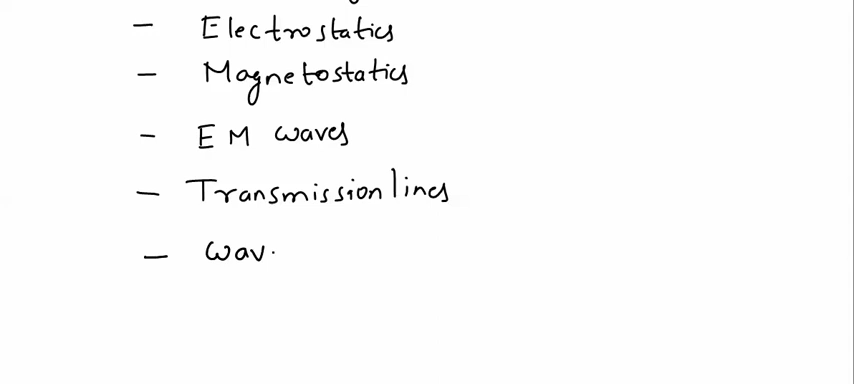 - Electrostatics
- Magnetostatics
- EM waves
- Transmission lines
- wav